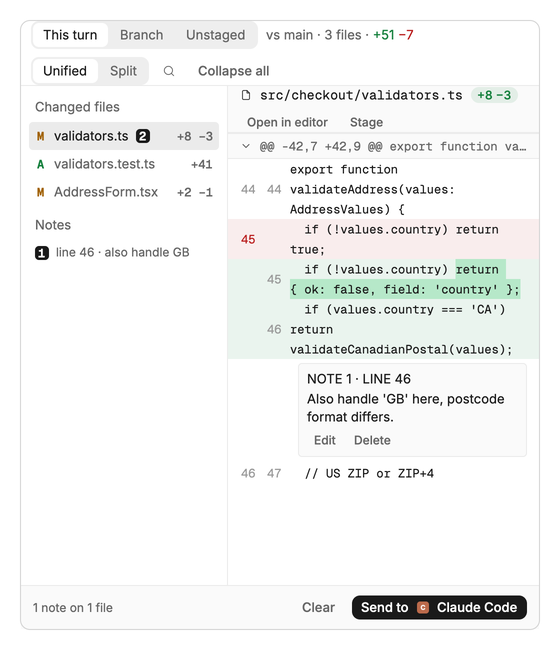 This turn Branch Unstaged vs main · 3 files · +51 −7
Unified Split Collapse all
Changed files
M validators.ts 2 +8 −3
A validators.test.ts +41
M AddressForm.tsx +2 −1
Notes
1 line 46 · also handle GB
src/checkout/validators.ts +8 −3
Open in editor Stage
@@ -42,7 +42,9 @@ export function va…
export function
44 44 validateAddress(values:
AddressValues) {
45 if (!values.country) return
true;
45 if (!values.country) return
{ ok: false, field: 'country' };
if (values.country === 'CA')
46 return
validateCanadianPostal(values);
NOTE 1 · LINE 46
Also handle 'GB' here, postcode
format differs.
Edit Delete
46 47 // US ZIP or ZIP+4
1 note on 1 file Clear Send to C Claude Code